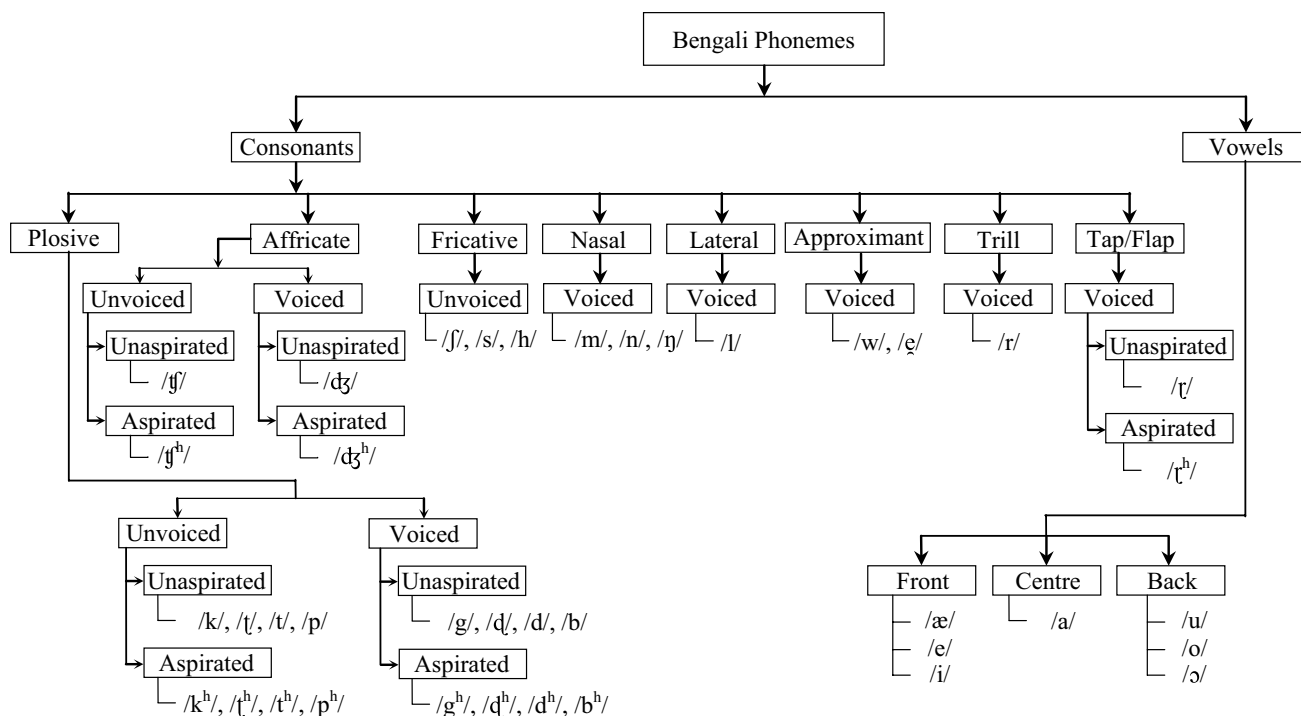 Bengali Phonemes
Consonants
Vowels
Plosive
Affricate
Fricative
Nasal
Lateral
Approximant
Trill
Tap/Flap
Unvoiced
Voiced
Unvoiced
Voiced
Voiced
Voiced
Voiced
Voiced
/ʃ/, /s/, /h/
/m/, /n/, /ŋ/
/l/
/w/, /e̯/
/r/
Unaspirated
Unaspirated
Unaspirated
/ʧ/
/ʤ/
/ɽ/
Aspirated
Aspirated
Aspirated
/ʧʰ/
/ʤʰ/
/ɽʰ/
Unvoiced
Voiced
Unaspirated
Unaspirated
/k/, /ʈ/, /t/, /p/
/g/, /ɖ/, /d/, /b/
Aspirated
Aspirated
/kʰ/, /ʈʰ/, /tʰ/, /pʰ/
/gʰ/, /ɖʰ/, /dʰ/, /bʰ/
Front
Centre
Back
/æ/
/e/
/i/
/a/
/u/
/o/
/ɔ/